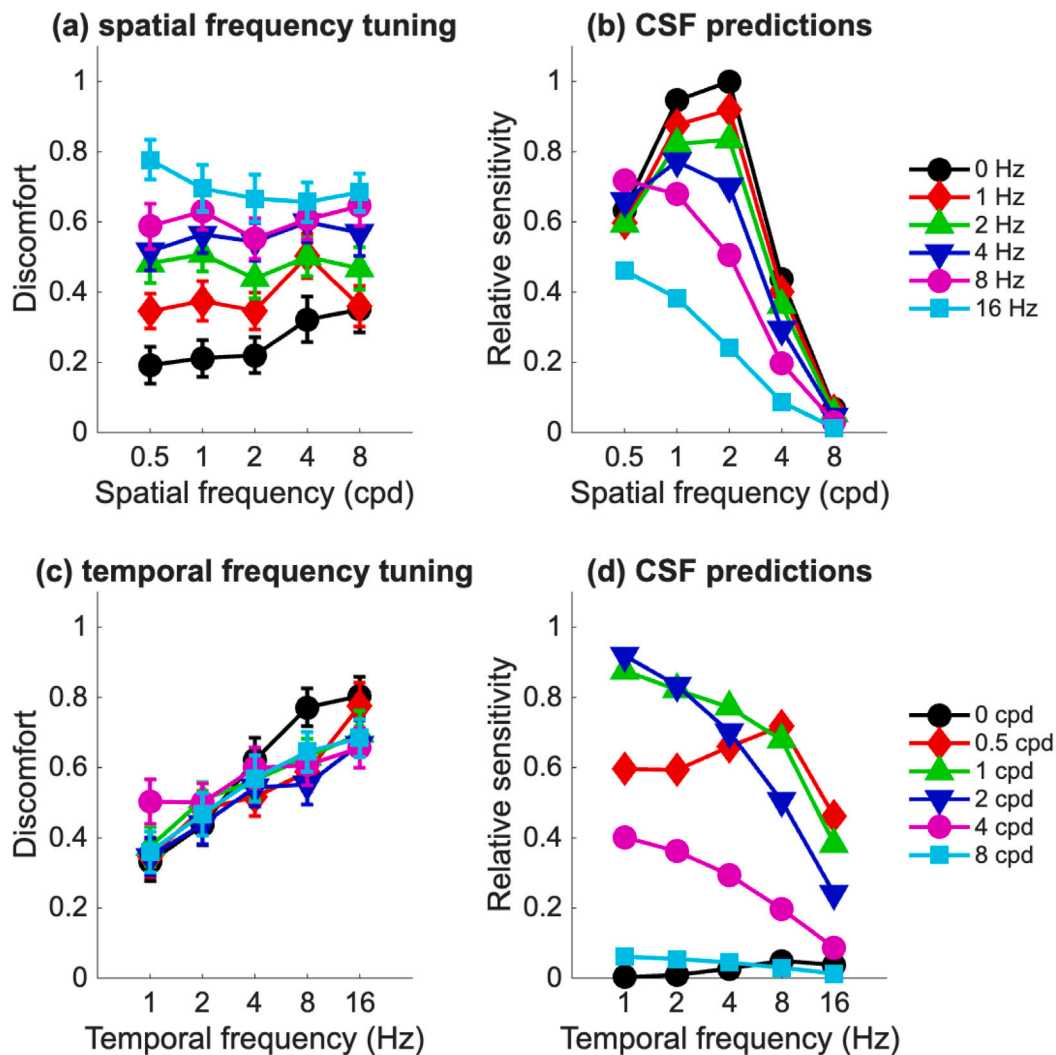 (a) spatial frequency tuning
(b) CSF predictions
1
0.8
0.6
0.4
0.2
0
Discomfort
0.5 1 2 4 8
Spatial frequency (cpd)
1
0.8
0.6
0.4
0.2
0
Relative sensitivity
0.5 1 2 4 8
Spatial frequency (cpd)
0 Hz
1 Hz
2 Hz
4 Hz
8 Hz
16 Hz
(c) temporal frequency tuning
(d) CSF predictions
1
0.8
0.6
0.4
0.2
0
Discomfort
1 2 4 8 16
Temporal frequency (Hz)
1
0.8
0.6
0.4
0.2
0
Relative sensitivity
1 2 4 8 16
Temporal frequency (Hz)
0 cpd
0.5 cpd
1 cpd
2 cpd
4 cpd
8 cpd